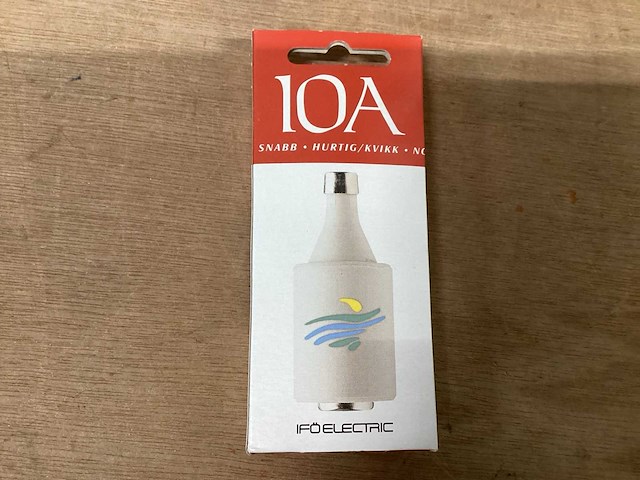 10A
SNABB • HURTIG/KVIKK • NO
IFÖ ELECTRIC